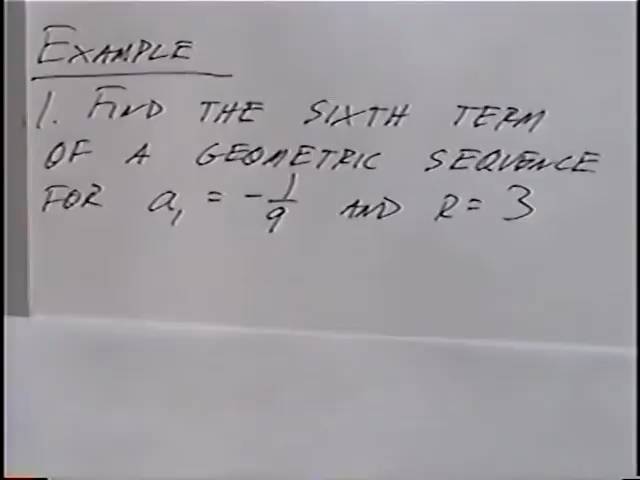 EXAMPLE
1. FIND THE SIXTH TERM
OF A GEOMETRIC SEQUENCE
FOR a₁ = -1/9 AND R = 3